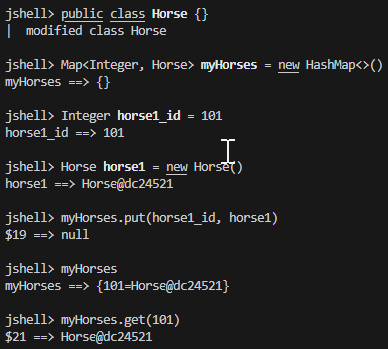 jshell> public class Horse {}
|  modified class Horse
jshell> Map<Integer, Horse> myHorses = new HashMap<>()
myHorses ==> {}
jshell> Integer horse1_id = 101
horse1_id ==> 101
jshell> Horse horse1 = new Horse()
horse1 ==> Horse@dc24521
jshell> myHorses.put(horse1_id, horse1)
$19 ==> null
jshell> myHorses
myHorses ==> {101=Horse@dc24521}
jshell> myHorses.get(101)
$21 ==> Horse@dc24521